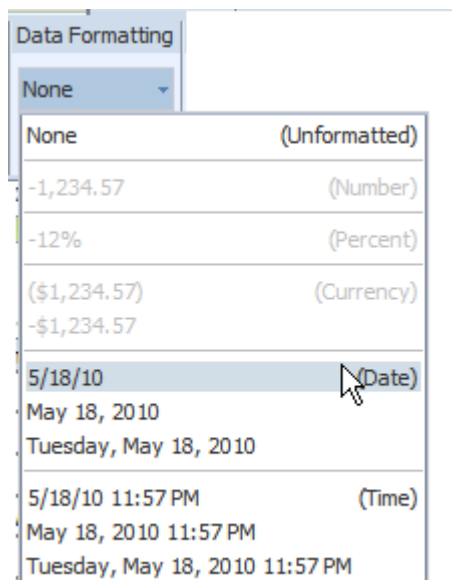 Data Formatting
None
None (Unformatted)
-1,234.57 (Number)
-12% (Percent)
($1,234.57) (Currency)
-$1,234.57
5/18/10 (Date)
May 18, 2010
Tuesday, May 18, 2010
5/18/10 11:57 PM (Time)
May 18, 2010 11:57 PM
Tuesday, May 18, 2010 11:57 PM